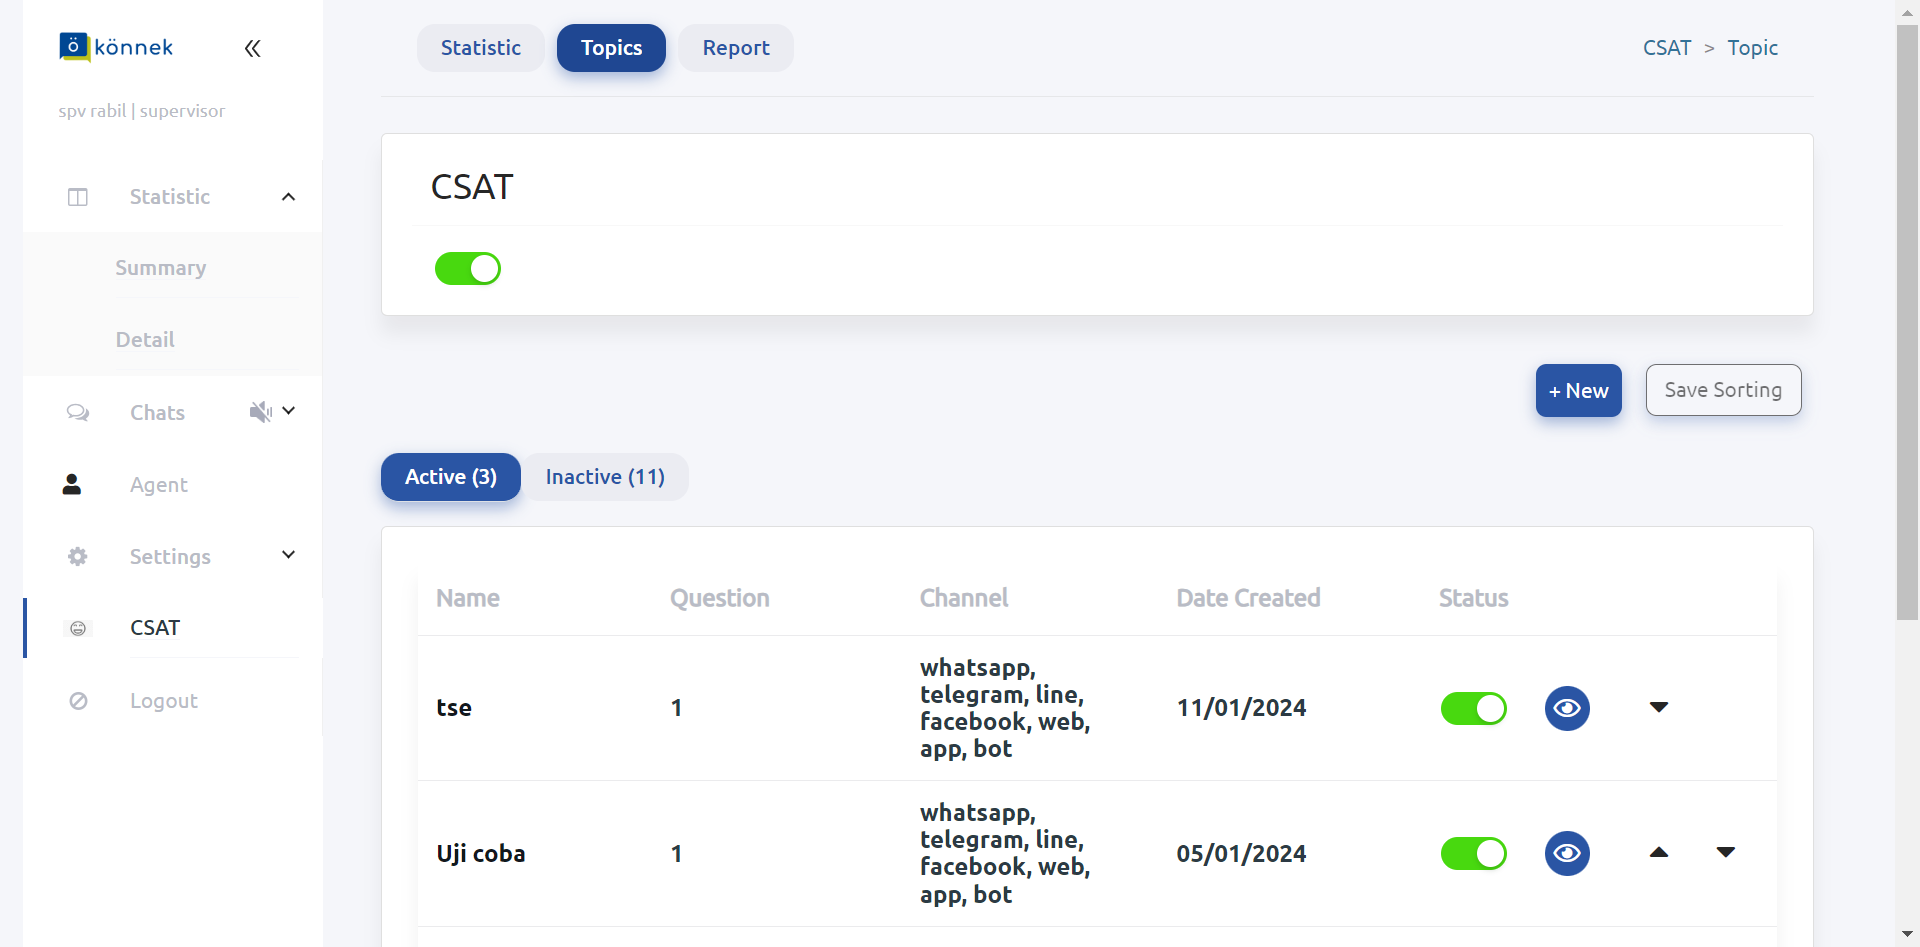 ö könnek
spv rabil | supervisor
Statistic
Summary
Detail
Chats
Agent
Settings
CSAT
Logout
Statistic
Topics
Report
CSAT > Topic
CSAT
+ New
Save Sorting
Active (3)
Inactive (11)
Name Question Channel Date Created Status
tse
1
whatsapp,
telegram, line,
facebook, web,
app, bot
11/01/2024
Uji coba
1
whatsapp,
telegram, line,
facebook, web,
app, bot
05/01/2024